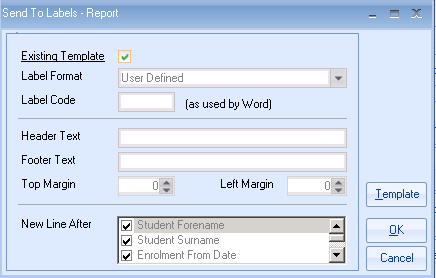 Send To Labels - Report
Existing Template
Label Format User Defined
Label Code (as used by Word)
Header Text
Footer Text
Top Margin 0 Left Margin 0
Template
New Line After Student Forename
Student Surname
OK
Enrolment From Date
Cancel